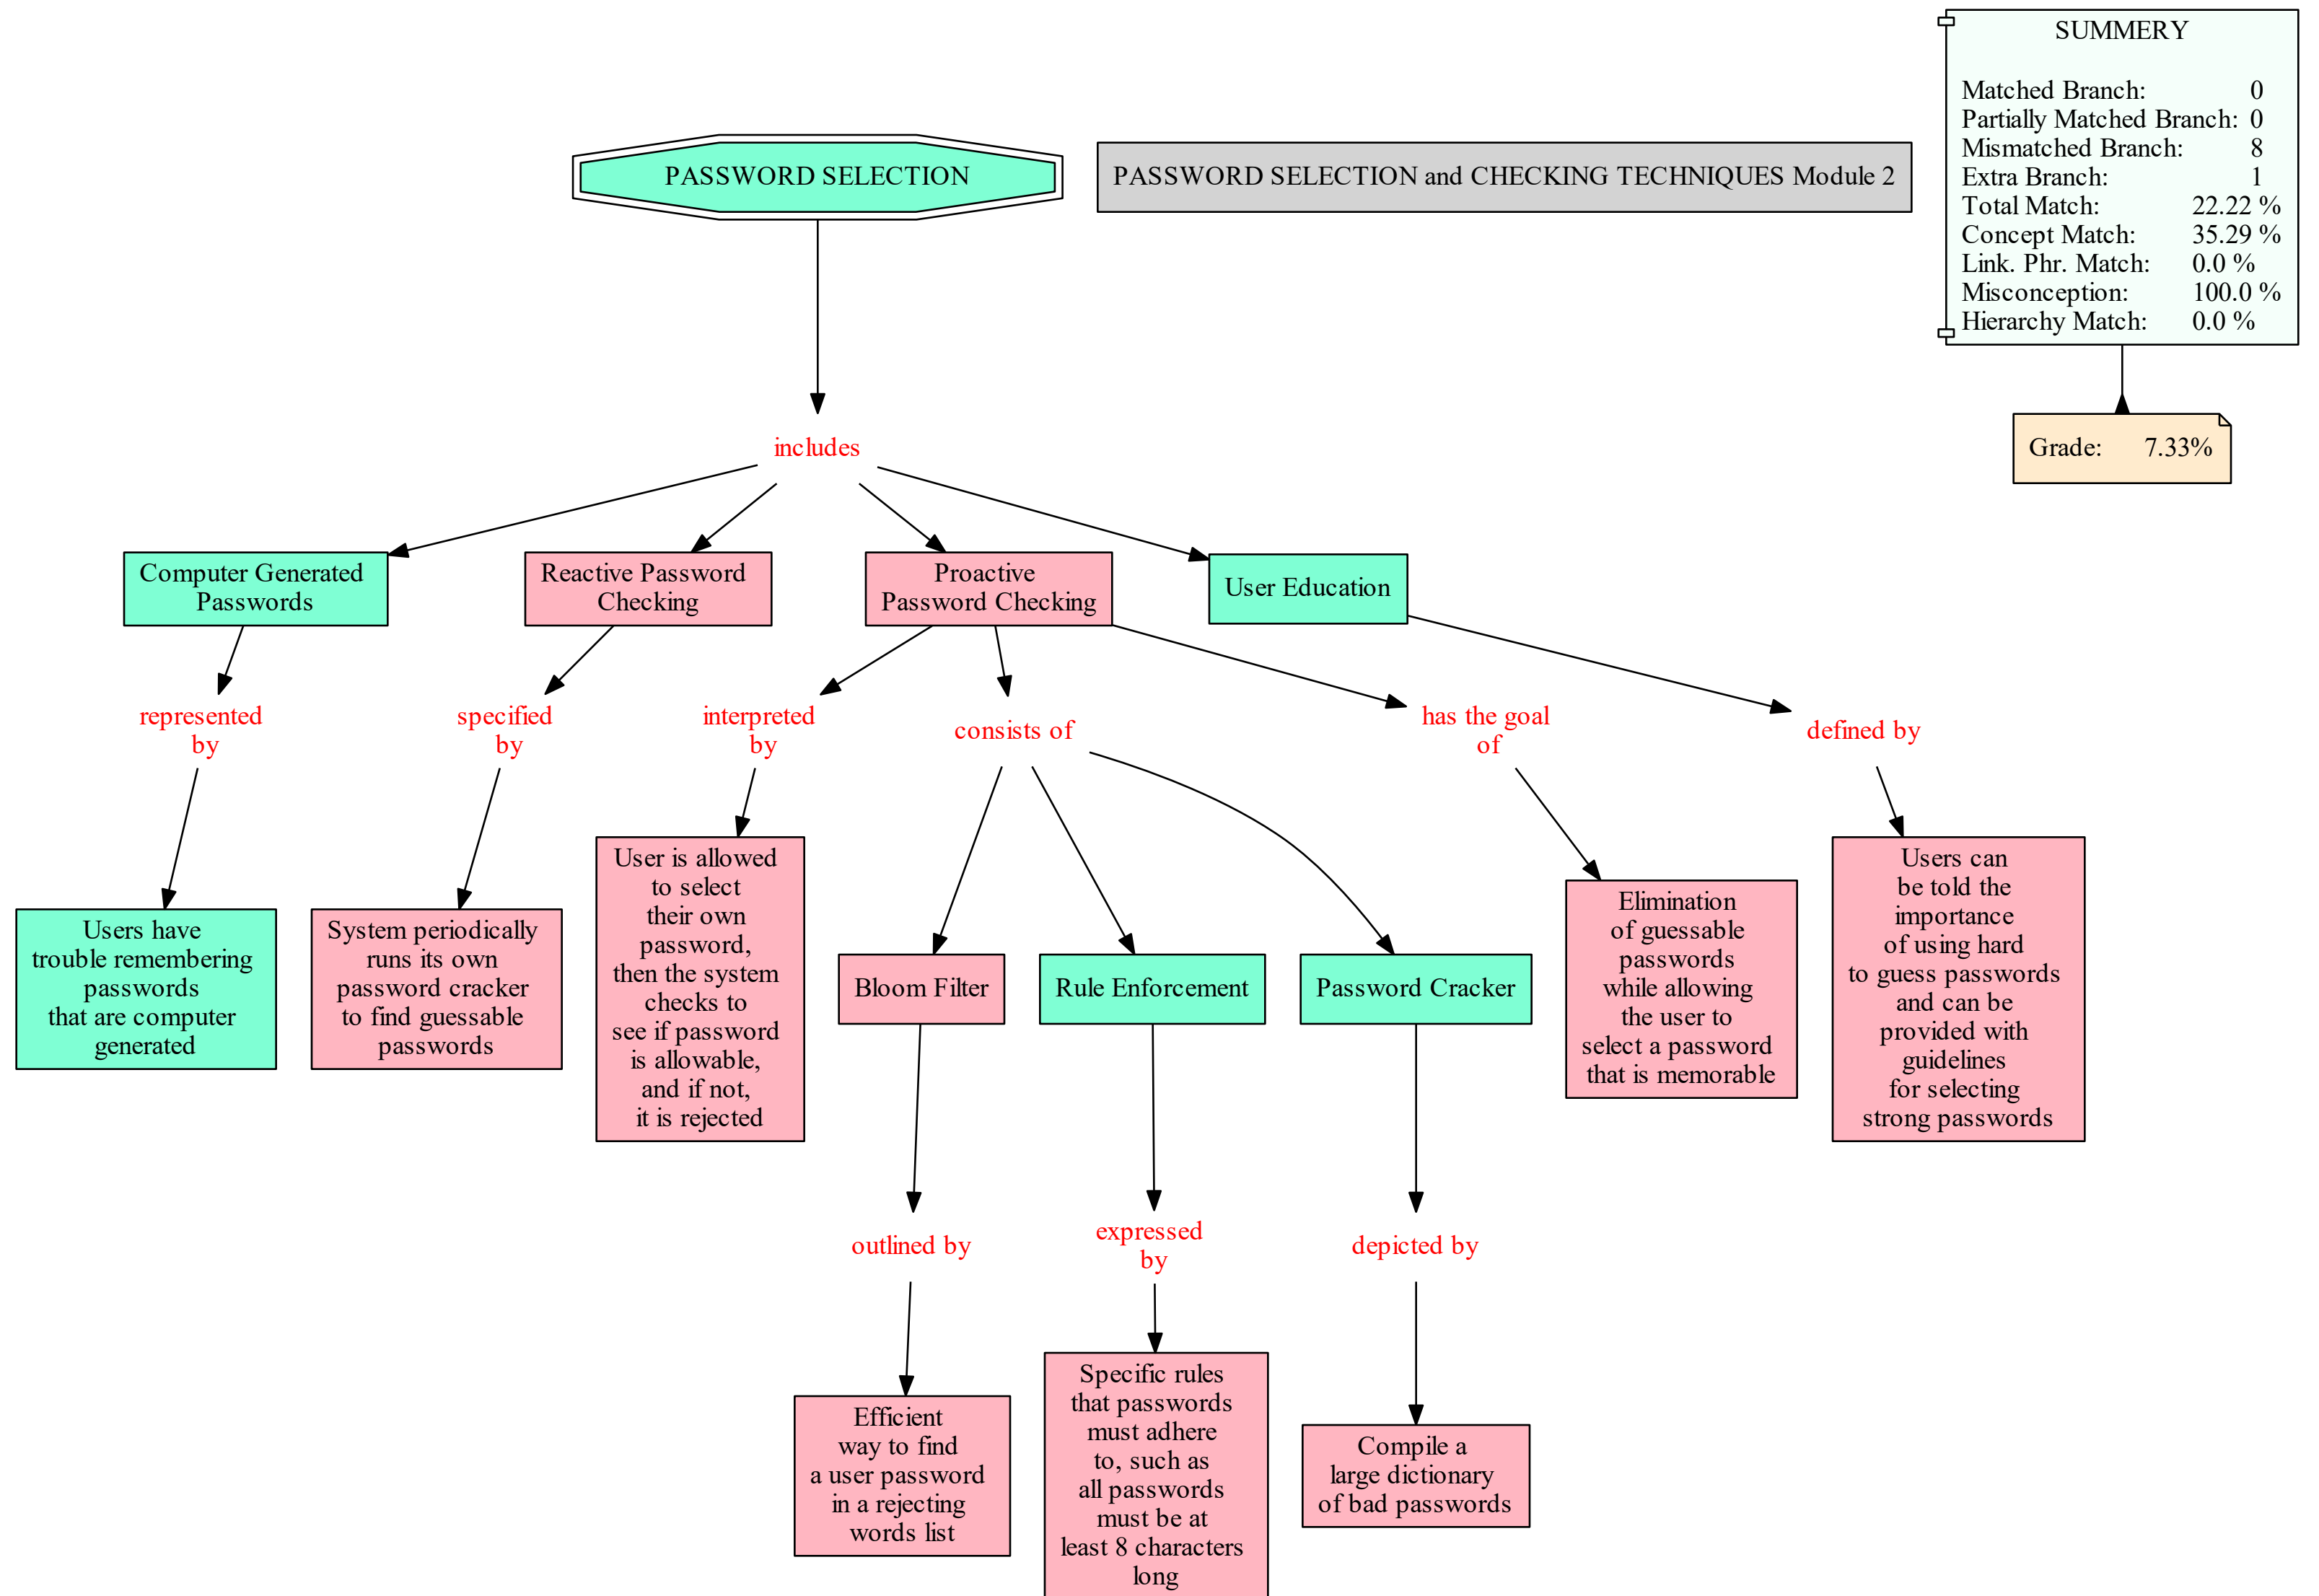 SUMMERY
Matched Branch: 0
Partially Matched Branch: 0
Mismatched Branch: 8
Extra Branch: 1
Total Match: 22.22 %
Concept Match: 35.29 %
Link. Phr. Match: 0.0 %
Misconception: 100.0 %
Hierarchy Match: 0.0 %
PASSWORD SELECTION
PASSWORD SELECTION and CHECKING TECHNIQUES Module 2
Grade: 7.33%
includes
Computer Generated
Passwords
Reactive Password
Checking
Proactive
Password Checking
User Education
represented
by
specified
by
interpreted
by
consists of
has the goal
of
defined by
Users have
trouble remembering
passwords
that are computer
generated
System periodically
runs its own
password cracker
to find guessable
passwords
User is allowed
to select
their own
password,
then the system
checks to
see if password
is allowable,
and if not,
it is rejected
Bloom Filter
Rule Enforcement
Password Cracker
Elimination
of guessable
passwords
while allowing
the user to
select a password
that is memorable
Users can
be told the
importance
of using hard
to guess passwords
and can be
provided with
guidelines
for selecting
strong passwords
outlined by
expressed
by
depicted by
Efficient
way to find
a user password
in a rejecting
words list
Specific rules
that passwords
must adhere
to, such as
all passwords
must be at
least 8 characters
long
Compile a
large dictionary
of bad passwords